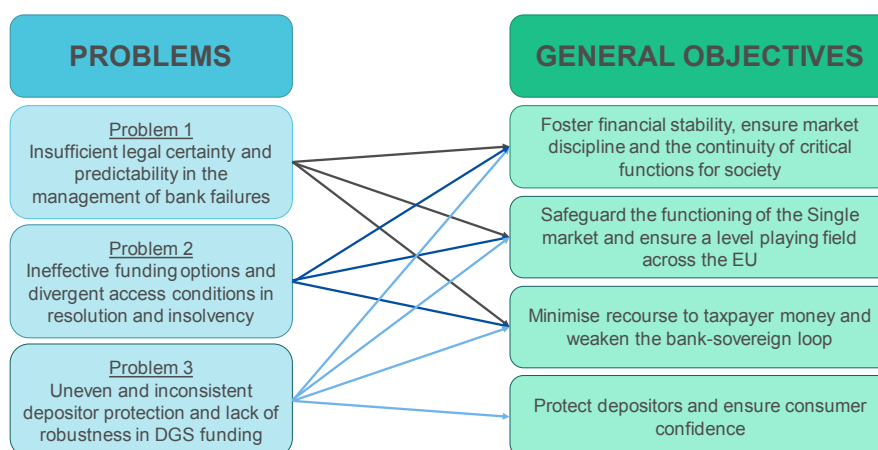 PROBLEMS
Problem 1
Insufficient legal certainty and
predictability in the
management of bank failures
Problem 2
Ineffective funding options and
divergent access conditions in
resolution and insolvency
Problem 3
Uneven and inconsistent
depositor protection and lack of
robustness in DGS funding
GENERAL OBJECTIVES
Foster financial stability, ensure market
discipline and the continuity of critical
functions for society
Safeguard the functioning of the Single
market and ensure a level playing field
across the EU
Minimise recourse to taxpayer money and
weaken the bank-sovereign loop
Protect depositors and ensure consumer
confidence